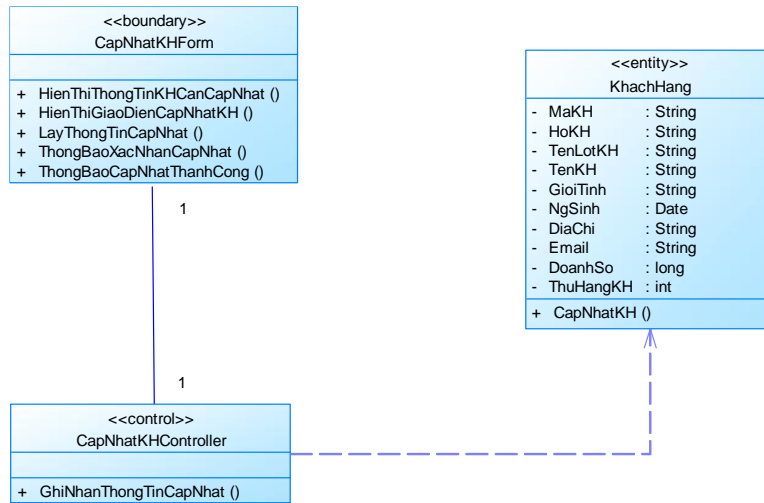 <<boundary>>
CapNhatKHForm
+ HienThiThongTinKHCanCapNhat ()
+ HienThiGiaoDienCapNhatKH ()
+ LayThongTinCapNhat ()
+ ThongBaoXacNhanCapNhat ()
+ ThongBaoCapNhatThanhCong ()
1
1
<<control>>
CapNhatKHController
+ GhiNhanThongTinCapNhat ()
<<entity>>
KhachHang
- MaKH : String
- HoKH : String
- TenLotKH : String
- TenKH : String
- GioiTinh : String
- NgSinh : Date
- DiaChi : String
- Email : String
- DoanhSo : long
- ThuHangKH : int
+ CapNhatKH ()